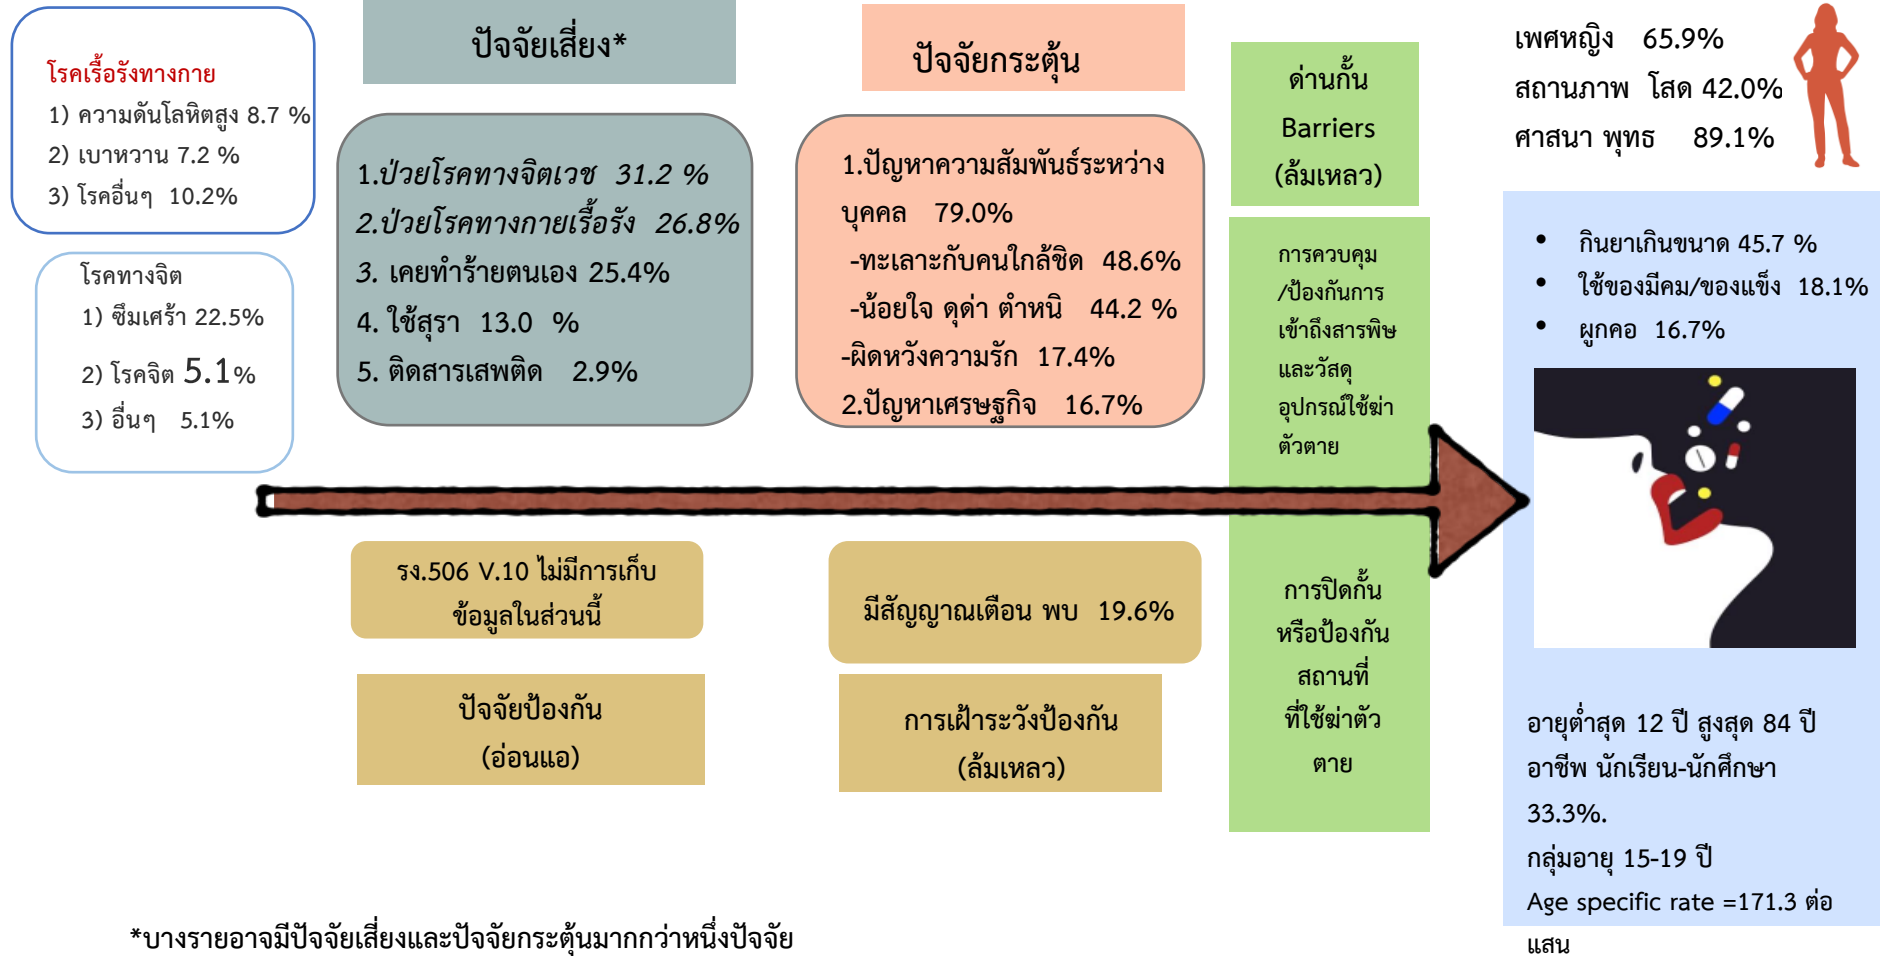 โรคเรื้อรังทางกาย
1) ความดันโลหิตสูง 8.7 %
2) เบาหวาน 7.2 %
3) โรคอื่นๆ 10.2%
โรคทางจิต
1) ซึมเศร้า 22.5%
2) โรคจิต 5.1%
3) อื่นๆ 5.1%
ปัจจัยเสี่ยง*
1.ป่วยโรคทางจิตเวช 31.2 %
2.ป่วยโรคทางกายเรื้อรัง 26.8%
3. เคยทำร้ายตนเอง 25.4%
4. ใช้สุรา 13.0 %
5. ติดสารเสพติด 2.9%
ปัจจัยกระตุ้น
1.ปัญหาความสัมพันธ์ระหว่าง
บุคคล 79.0%
-ทะเลาะกับคนใกล้ชิด 48.6%
-น้อยใจ ดุด่า ตำหนิ 44.2 %
-ผิดหวังความรัก 17.4%
2.ปัญหาเศรษฐกิจ 16.7%
ด่านกั้น
Barriers
(ล้มเหลว)
การควบคุม
/ป้องกันการ
เข้าถึงสารพิษ
และวัสดุ
อุปกรณ์ใช้ฆ่า
ตัวตาย
การปิดกั้น
หรือป้องกัน
สถานที่
ที่ใช้ฆ่าตัว
ตาย
เพศหญิง 65.9%
สถานภาพ โสด 42.0%
ศาสนา พุทธ 89.1%
• กินยาเกินขนาด 45.7 %
• ใช้ของมีคม/ของแข็ง 18.1%
• ผูกคอ 16.7%
อายุต่ำสุด 12 ปี สูงสุด 84 ปี
อาชีพ นักเรียน-นักศึกษา
33.3%.
กลุ่มอายุ 15-19 ปี
Age specific rate =171.3 ต่อ
แสน
รง.506 V.10 ไม่มีการเก็บ
ข้อมูลในส่วนนี้
ปัจจัยป้องกัน
(อ่อนแอ)
มีสัญญาณเตือน พบ 19.6%
การเฝ้าระวังป้องกัน
(ล้มเหลว)
*บางรายอาจมีปัจจัยเสี่ยงและปัจจัยกระตุ้นมากกว่าหนึ่งปัจจัย